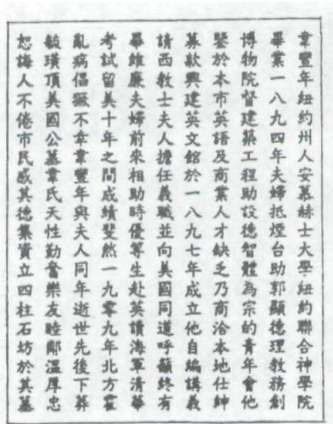 韋豐年紐約州人安慕赫士大學紐約聯合神學院
畢業一八九四年夫婦抵煙台助郭顯德理教務創
博物院督建築工程助設德智體為宗的青年會他
鑒於本市英語及商業人才缺乏乃商洽本地仕紳
募款興建英文館於一八九七年成立他自編講義
請西教士夫人擔任義職並向美國同道呼籲終有
畢維廉夫婦前來相助時優等生赴英讀海軍清華
考試留美十年之間成績斐然一九零九年北方霍
亂病倡獗不幸韋豐年與夫人同年逝世先後下葬
毓璜頂美國公墓韋氏天性勤奮樂友睦鄰溫厚忠
恕誨人不倦市民感其德集資立四柱石坊於其墓